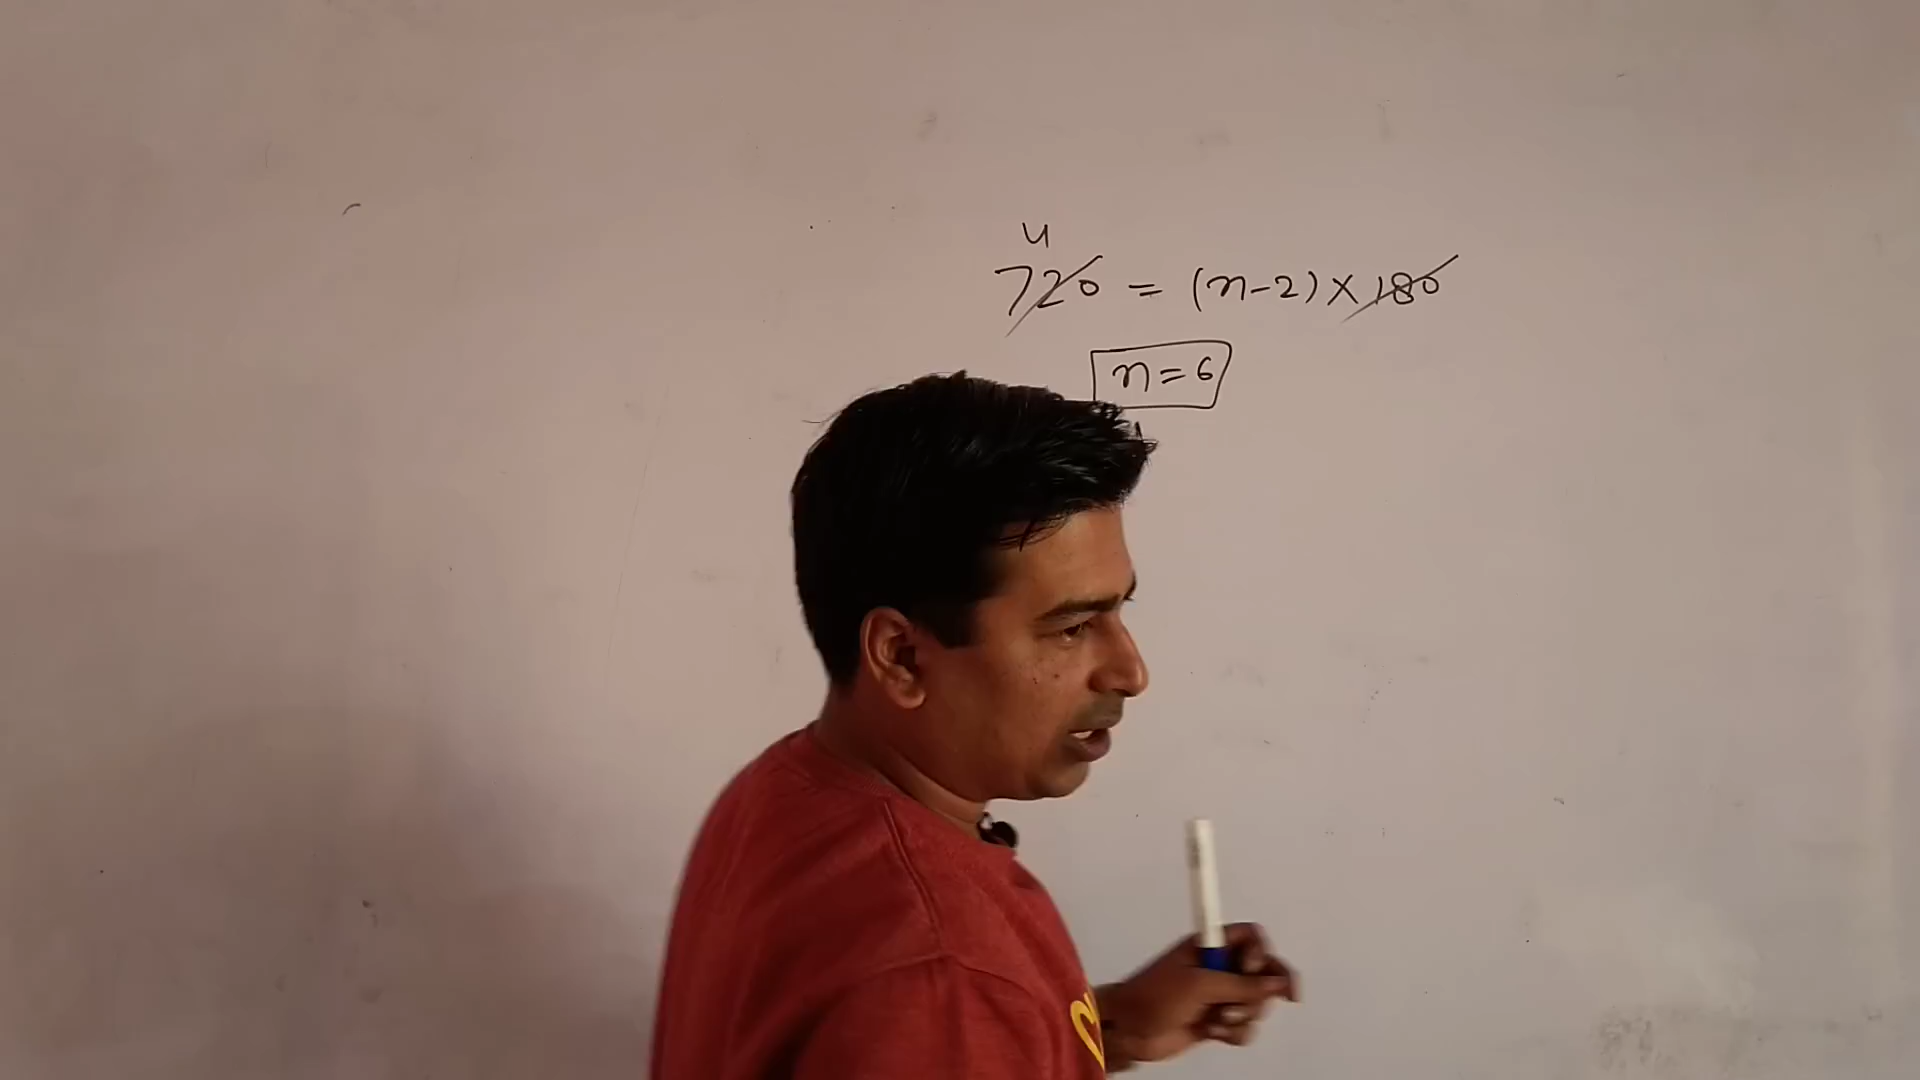 4
720 = (n-2) × 180
n = 6